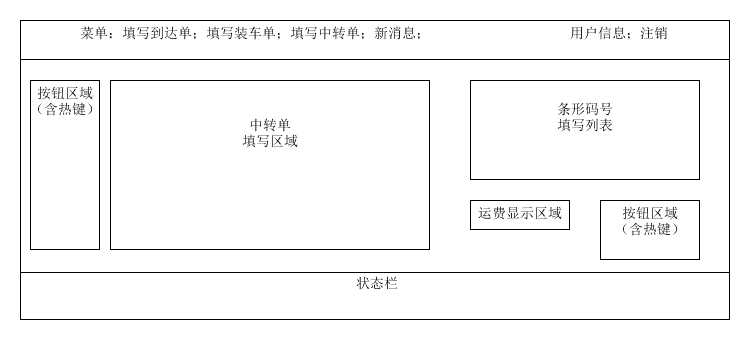 菜单：填写到达单；填写装车单；填写中转单；新消息；
用户信息；注销
按钮区域
（含热键）
中转单
填写区域
条形码号
填写列表
运费显示区域
按钮区域
（含热键）
状态栏